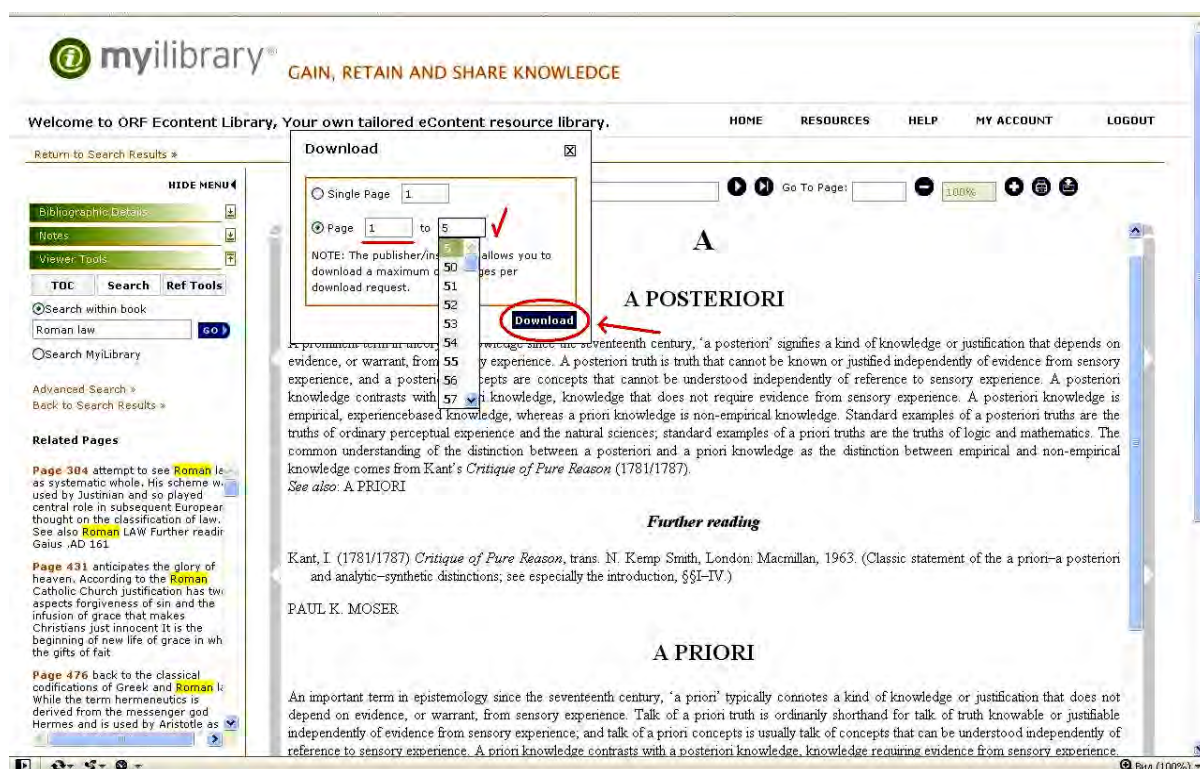 myilibrary®
GAIN, RETAIN AND SHARE KNOWLEDGE
Welcome to ORF Econtent Library, Your own tailored eContent resource library.
HOME RESOURCES HELP MY ACCOUNT LOGOUT
Return to Search Results »
HIDE MENU
Bibliographic Details
Notes
Viewer Tools
TOC Search Ref Tools
Search within book
Roman law GO
Search MyiLibrary
Advanced Search »
Back to Search Results »
Related Pages
Page 304 attempt to see Roman
as systematic whole. His scheme
used by Justinian and so played
central role in subsequent European
thought on the classification of law.
See also Roman LAW Further readin
Gaius .AD 161
Page 431 anticipates the glory of
heaven. According to the Roman
Catholic Church justification has
aspects forgiveness of sin and the
infusion of grace that makes
Christians just innocent It is the
beginning of new life of grace in wh
the gifts of fait
Page 476 back to the classical
codifications of Greek and Roman
While the term hermeneutics is
derived from the messenger god
Hermes and is used by Aristotle as
Download
Single Page 1
Page 1 to 5
NOTE: The publisher/ins allows you to
download a maximum ges per
download request.
5
50
51
52
53
54
55
56
57
Download
Go To Page: 100%
A
A POSTERIORI
A prominent term in theory knowledge since the seventeenth century, ‘a posteriori’ signifies a kind of knowledge or justification that depends on
evidence, or warrant, from y experience. A posteriori truth is truth that cannot be known or justified independently of evidence from sensory
experience, and a posteri cepts are concepts that cannot be understood independently of reference to sensory experience. A posteriori
knowledge contrasts with i knowledge, knowledge that does not require evidence from sensory experience. A posteriori knowledge is
empirical, experiencebased knowledge, whereas a priori knowledge is non-empirical knowledge. Standard examples of a posteriori truths are the
truths of ordinary perceptual experience and the natural sciences; standard examples of a priori truths are the truths of logic and mathematics. The
common understanding of the distinction between a posteriori and a priori knowledge as the distinction between empirical and non-empirical
knowledge comes from Kant's Critique of Pure Reason (1781/1787).
See also: A PRIORI
Further reading
Kant, I. (1781/1787) Critique of Pure Reason, trans. N. Kemp Smith, London: Macmillan, 1963. (Classic statement of the a priori–a posteriori
and analytic–synthetic distinctions; see especially the introduction, §§I–IV.)
PAUL K. MOSER
A PRIORI
An important term in epistemology since the seventeenth century, ‘a priori’ typically connotes a kind of knowledge or justification that does not
depend on evidence, or warrant, from sensory experience. Talk of a priori truth is ordinarily shorthand for talk of truth knowable or justifiable
independently of evidence from sensory experience; and talk of a priori concepts is usually talk of concepts that can be understood independently of
reference to sensory experience. A priori knowledge contrasts with a posteriori knowledge, knowledge requiring evidence from sensory experience.
Вид (100%)